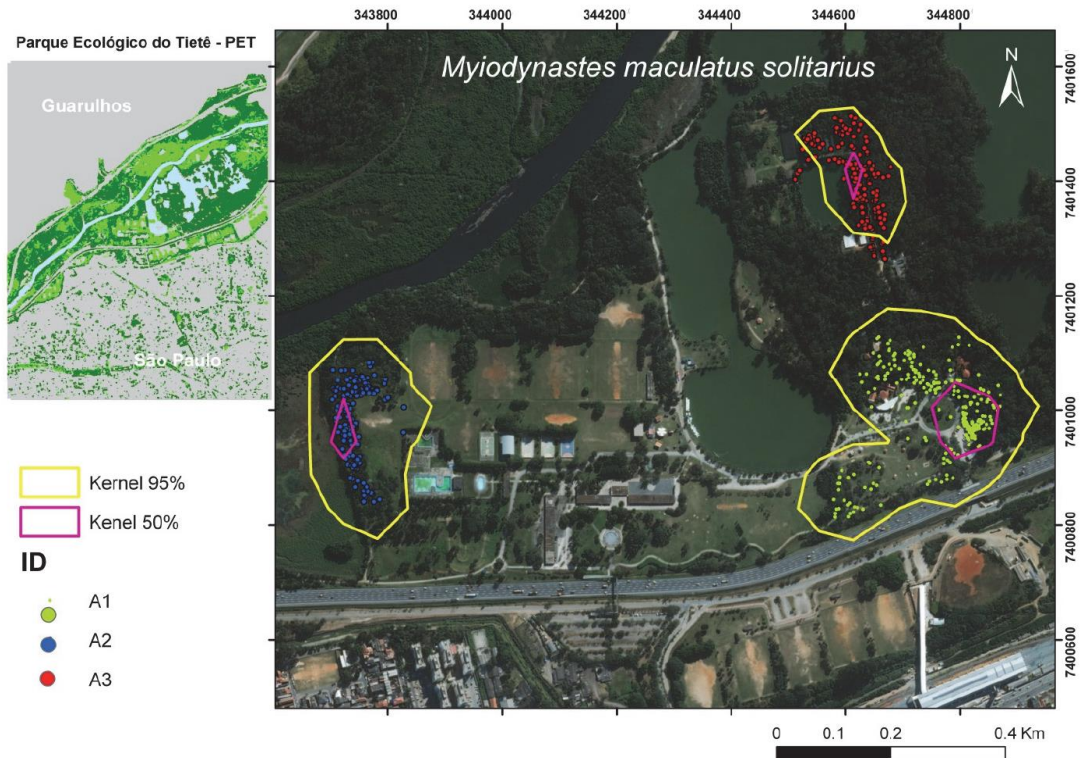 Parque Ecológico do Tietê - PET
Guarulhos
São Paulo
Kernel 95%
Kenel 50%
ID
A1
A2
A3
343800 344000 344200 344400 344600 344800
Myiodynastes maculatus solitarius
N
7401600
7401400
7401200
7401000
7400800
7400600
0 0.1 0.2 0.4 Km